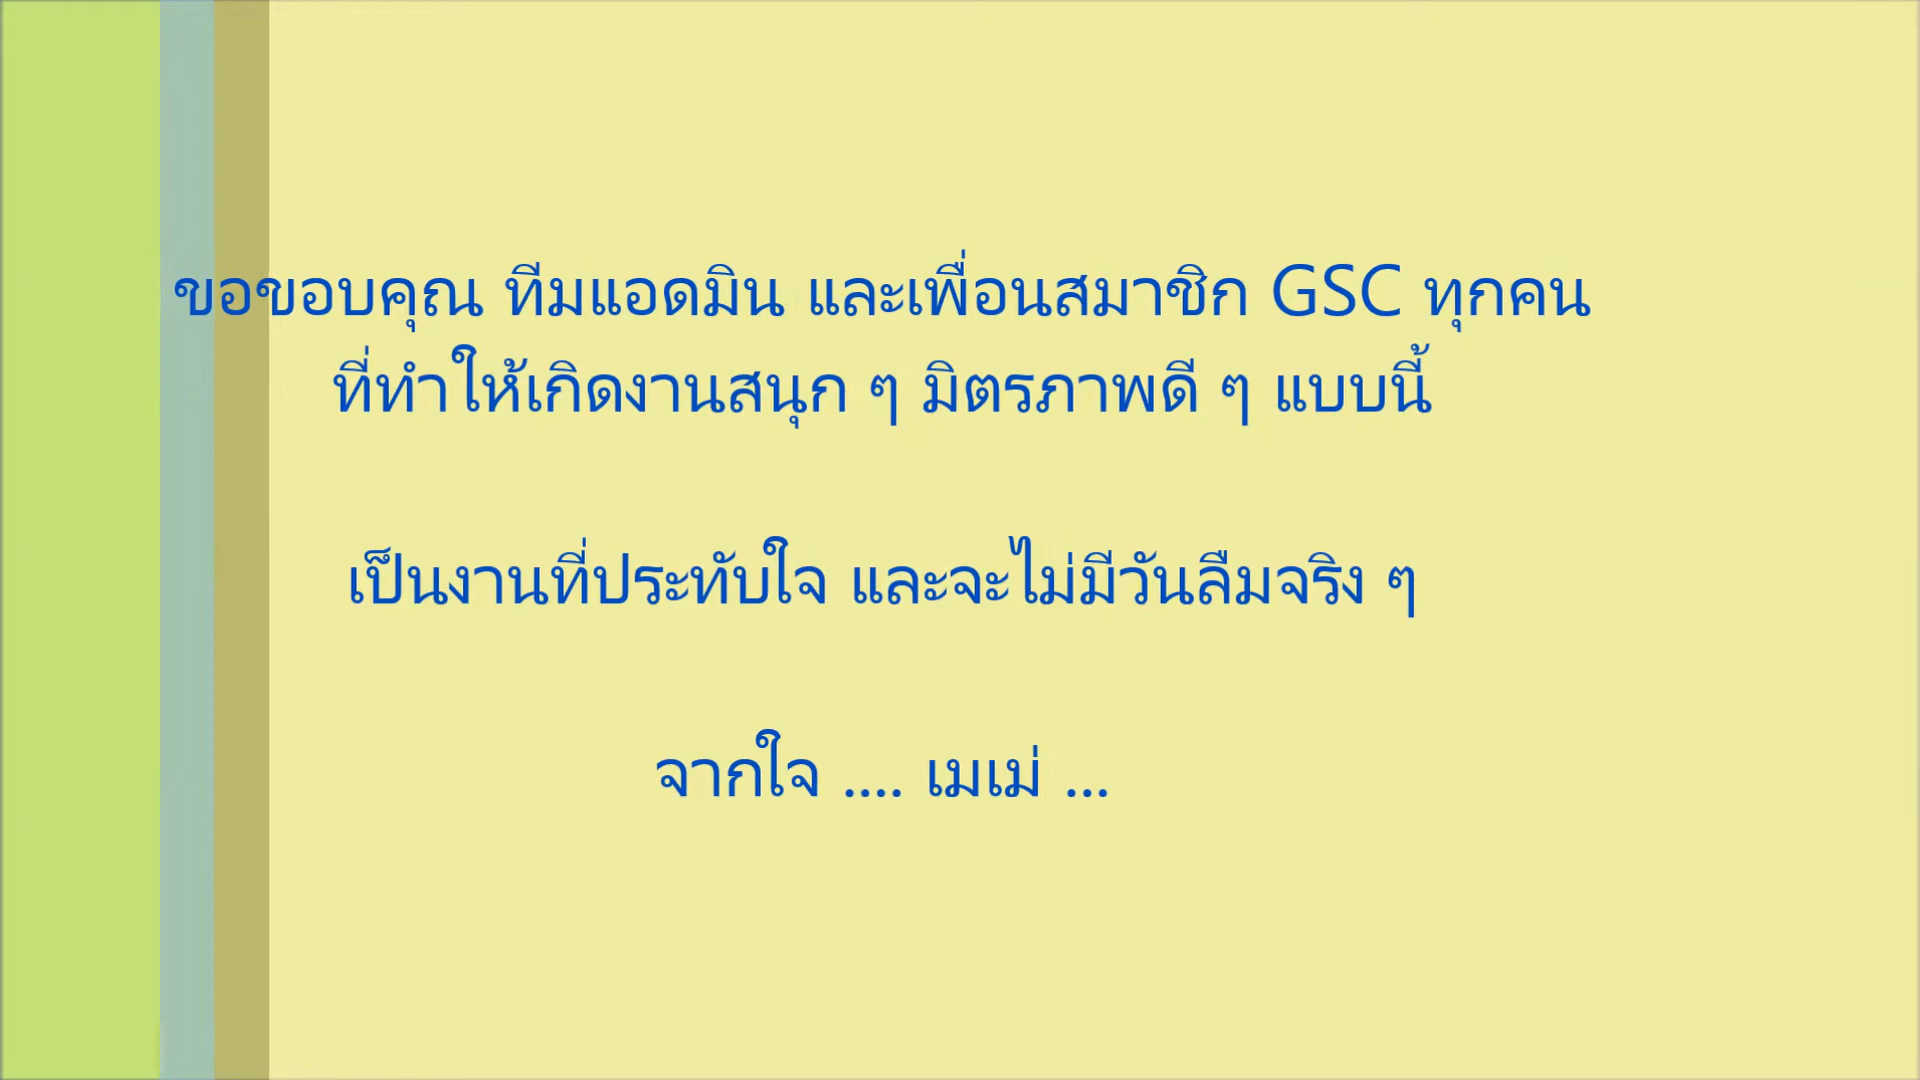 ขอขอบคุณ ทีมแอดมิน และเพื่อนสมาชิก GSC ทุกคน
ที่ทำให้เกิดงานสนุก ๆ มิตรภาพดี ๆ แบบนี้
เป็นงานที่ประทับใจ และจะไม่มีวันลืมจริง ๆ
จากใจ .... เมเม่ ...